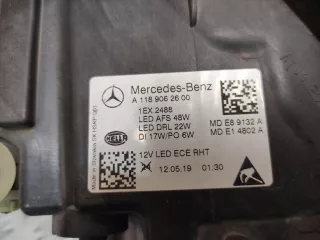 Mercedes-Benz
A 118 906 26 00
1EX 2488
LED AFS 48W
LED DRL 22W
DI 17W/PO 6W
MD E8 9132 A
MD E1 4802 A
HELLA
12V LED ECE RHT
12.05.19 01:30